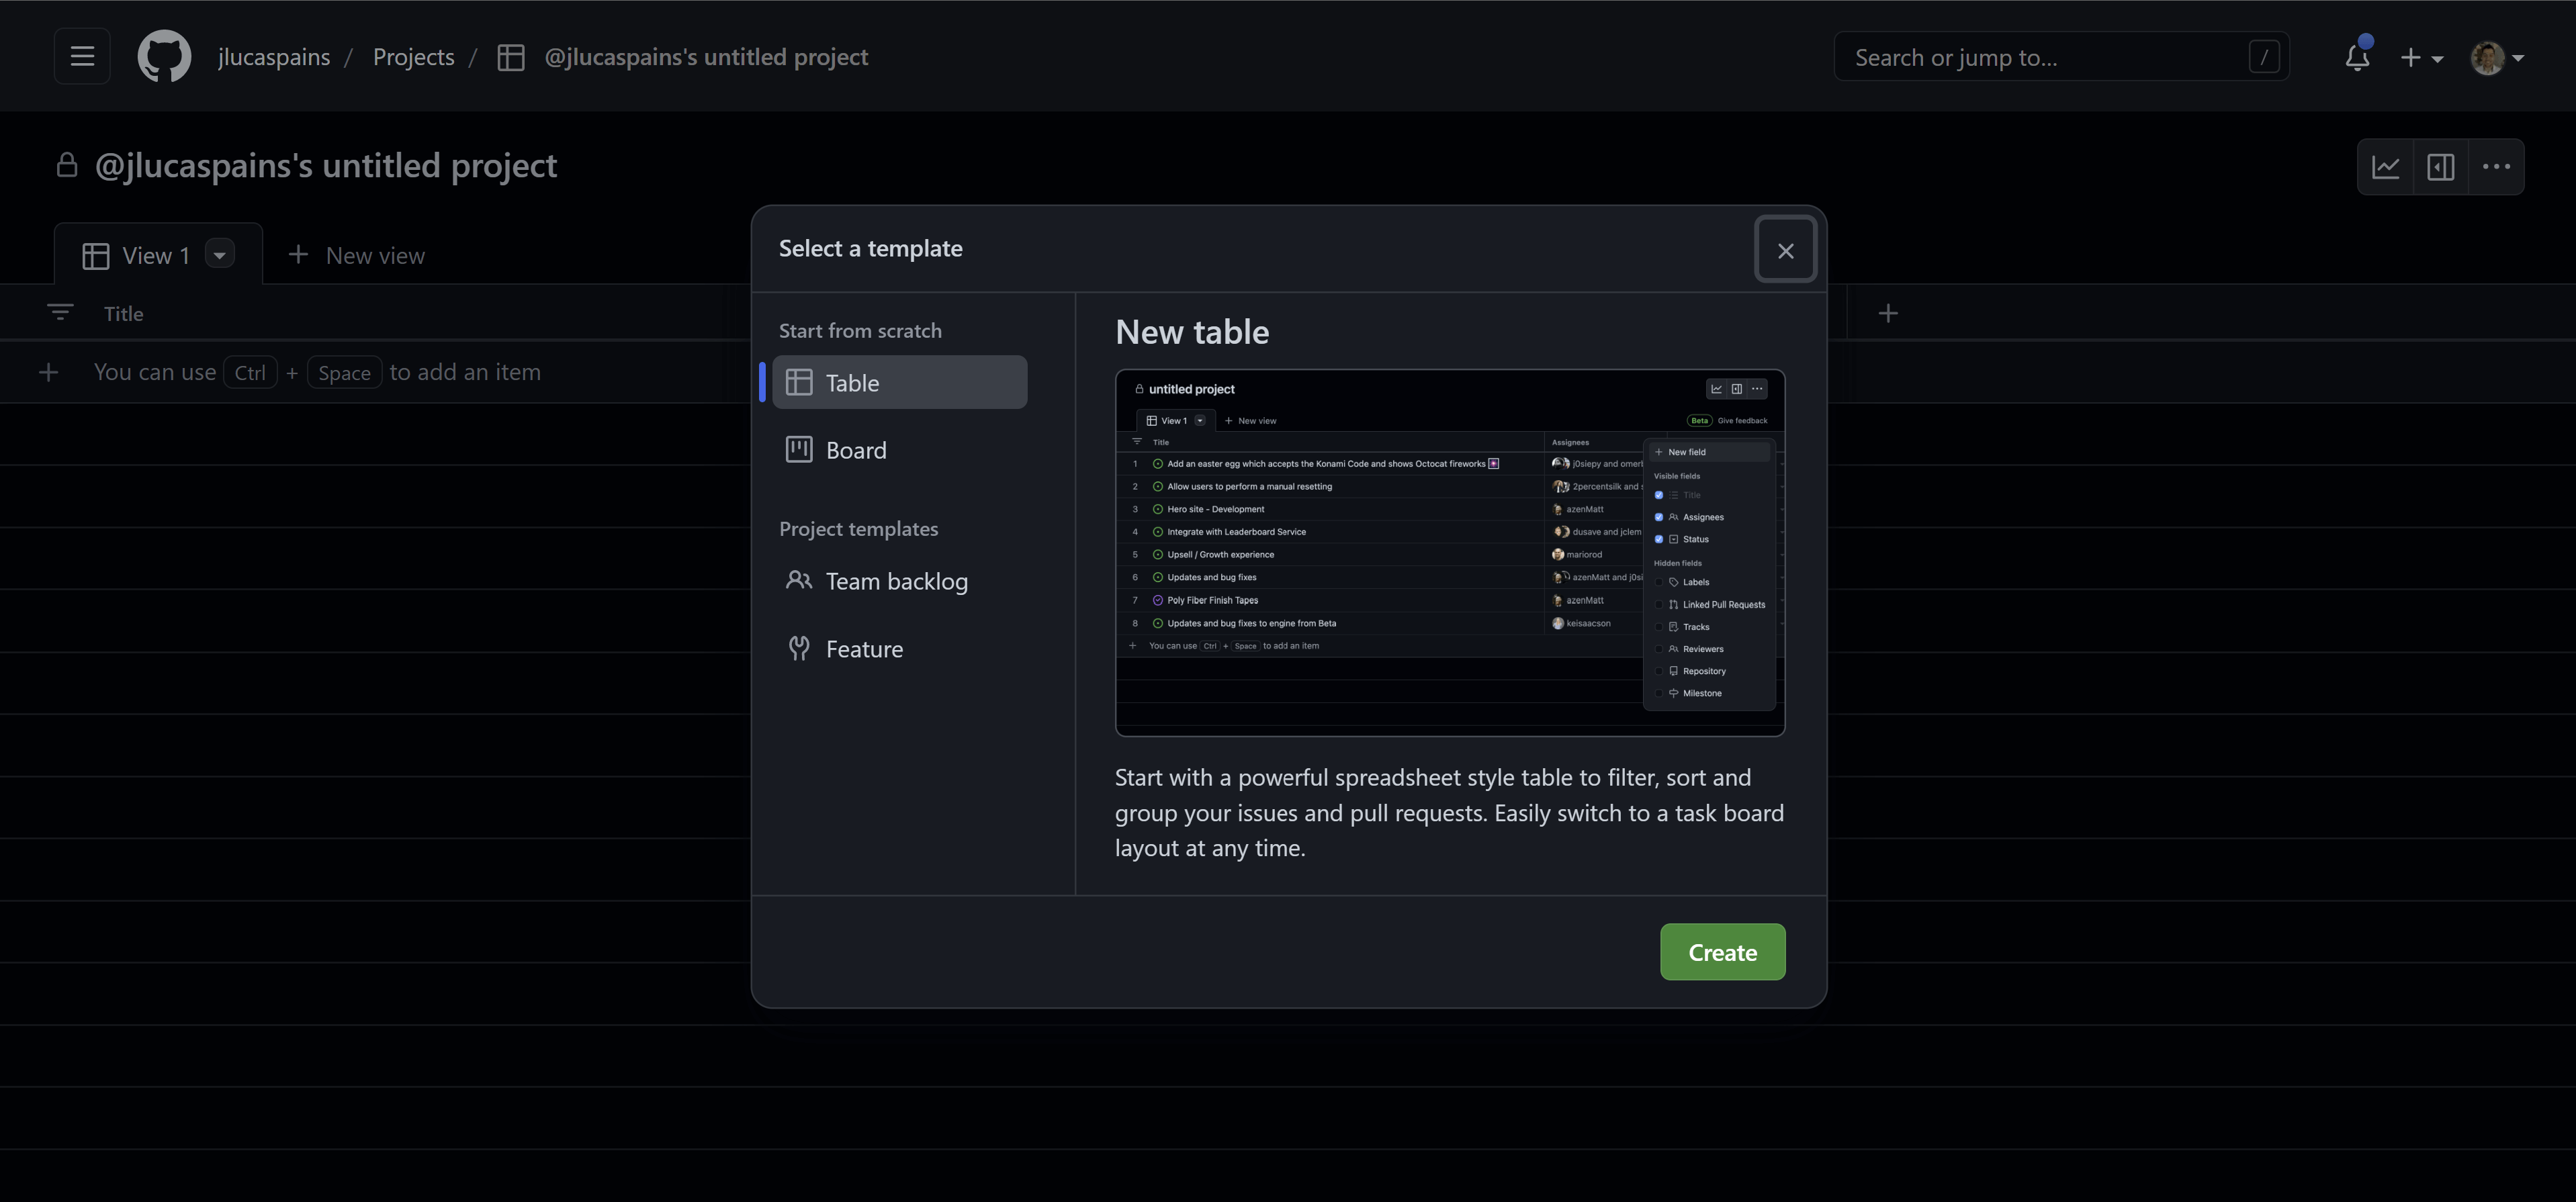 jlucaspains / Projects / @jlucaspains's untitled project
Search or jump to... /
@jlucaspains's untitled project
View 1 + New view
Title
+ You can use Ctrl + Space to add an item
Select a template
Start from scratch
Table
Board
Project templates
Team backlog
Feature
New table
untitled project
View 1 + New view
Beta Give feedback
Title Assignees
1 Add an easter egg which accepts the Konami Code and shows Octocat fireworks j0siepy and omer
2 Allow users to perform a manual resetting 2percentsilk and s
3 Hero site - Development azenMatt
4 Integrate with Leaderboard Service dusave and jclem
5 Upsell / Growth experience mariorod
6 Updates and bug fixes azenMatt and j0si
7 Poly Fiber Finish Tapes azenMatt
8 Updates and bug fixes to engine from Beta keisaacson
+ You can use Ctrl + Space to add an item
+ New field
Visible fields
Title
Assignees
Status
Hidden fields
Labels
Linked Pull Requests
Tracks
Reviewers
Repository
Milestone
Start with a powerful spreadsheet style table to filter, sort and
group your issues and pull requests. Easily switch to a task board
layout at any time.
Create